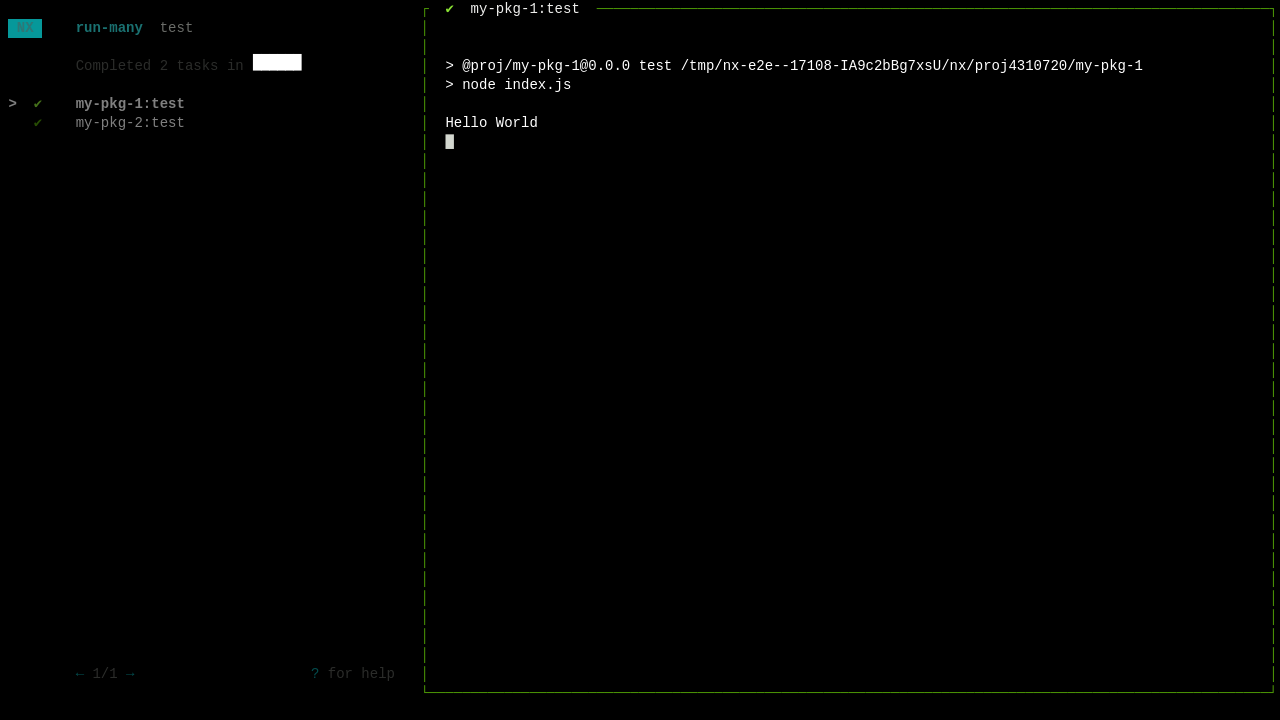 NX run-many test
Completed 2 tasks in
> ✔ my-pkg-1:test
✔ my-pkg-2:test
← 1/1 → ? for help
✔ my-pkg-1:test
> @proj/my-pkg-1@0.0.0 test /tmp/nx-e2e--17108-IA9c2bBg7xsU/nx/proj4310720/my-pkg-1
> node index.js
Hello World